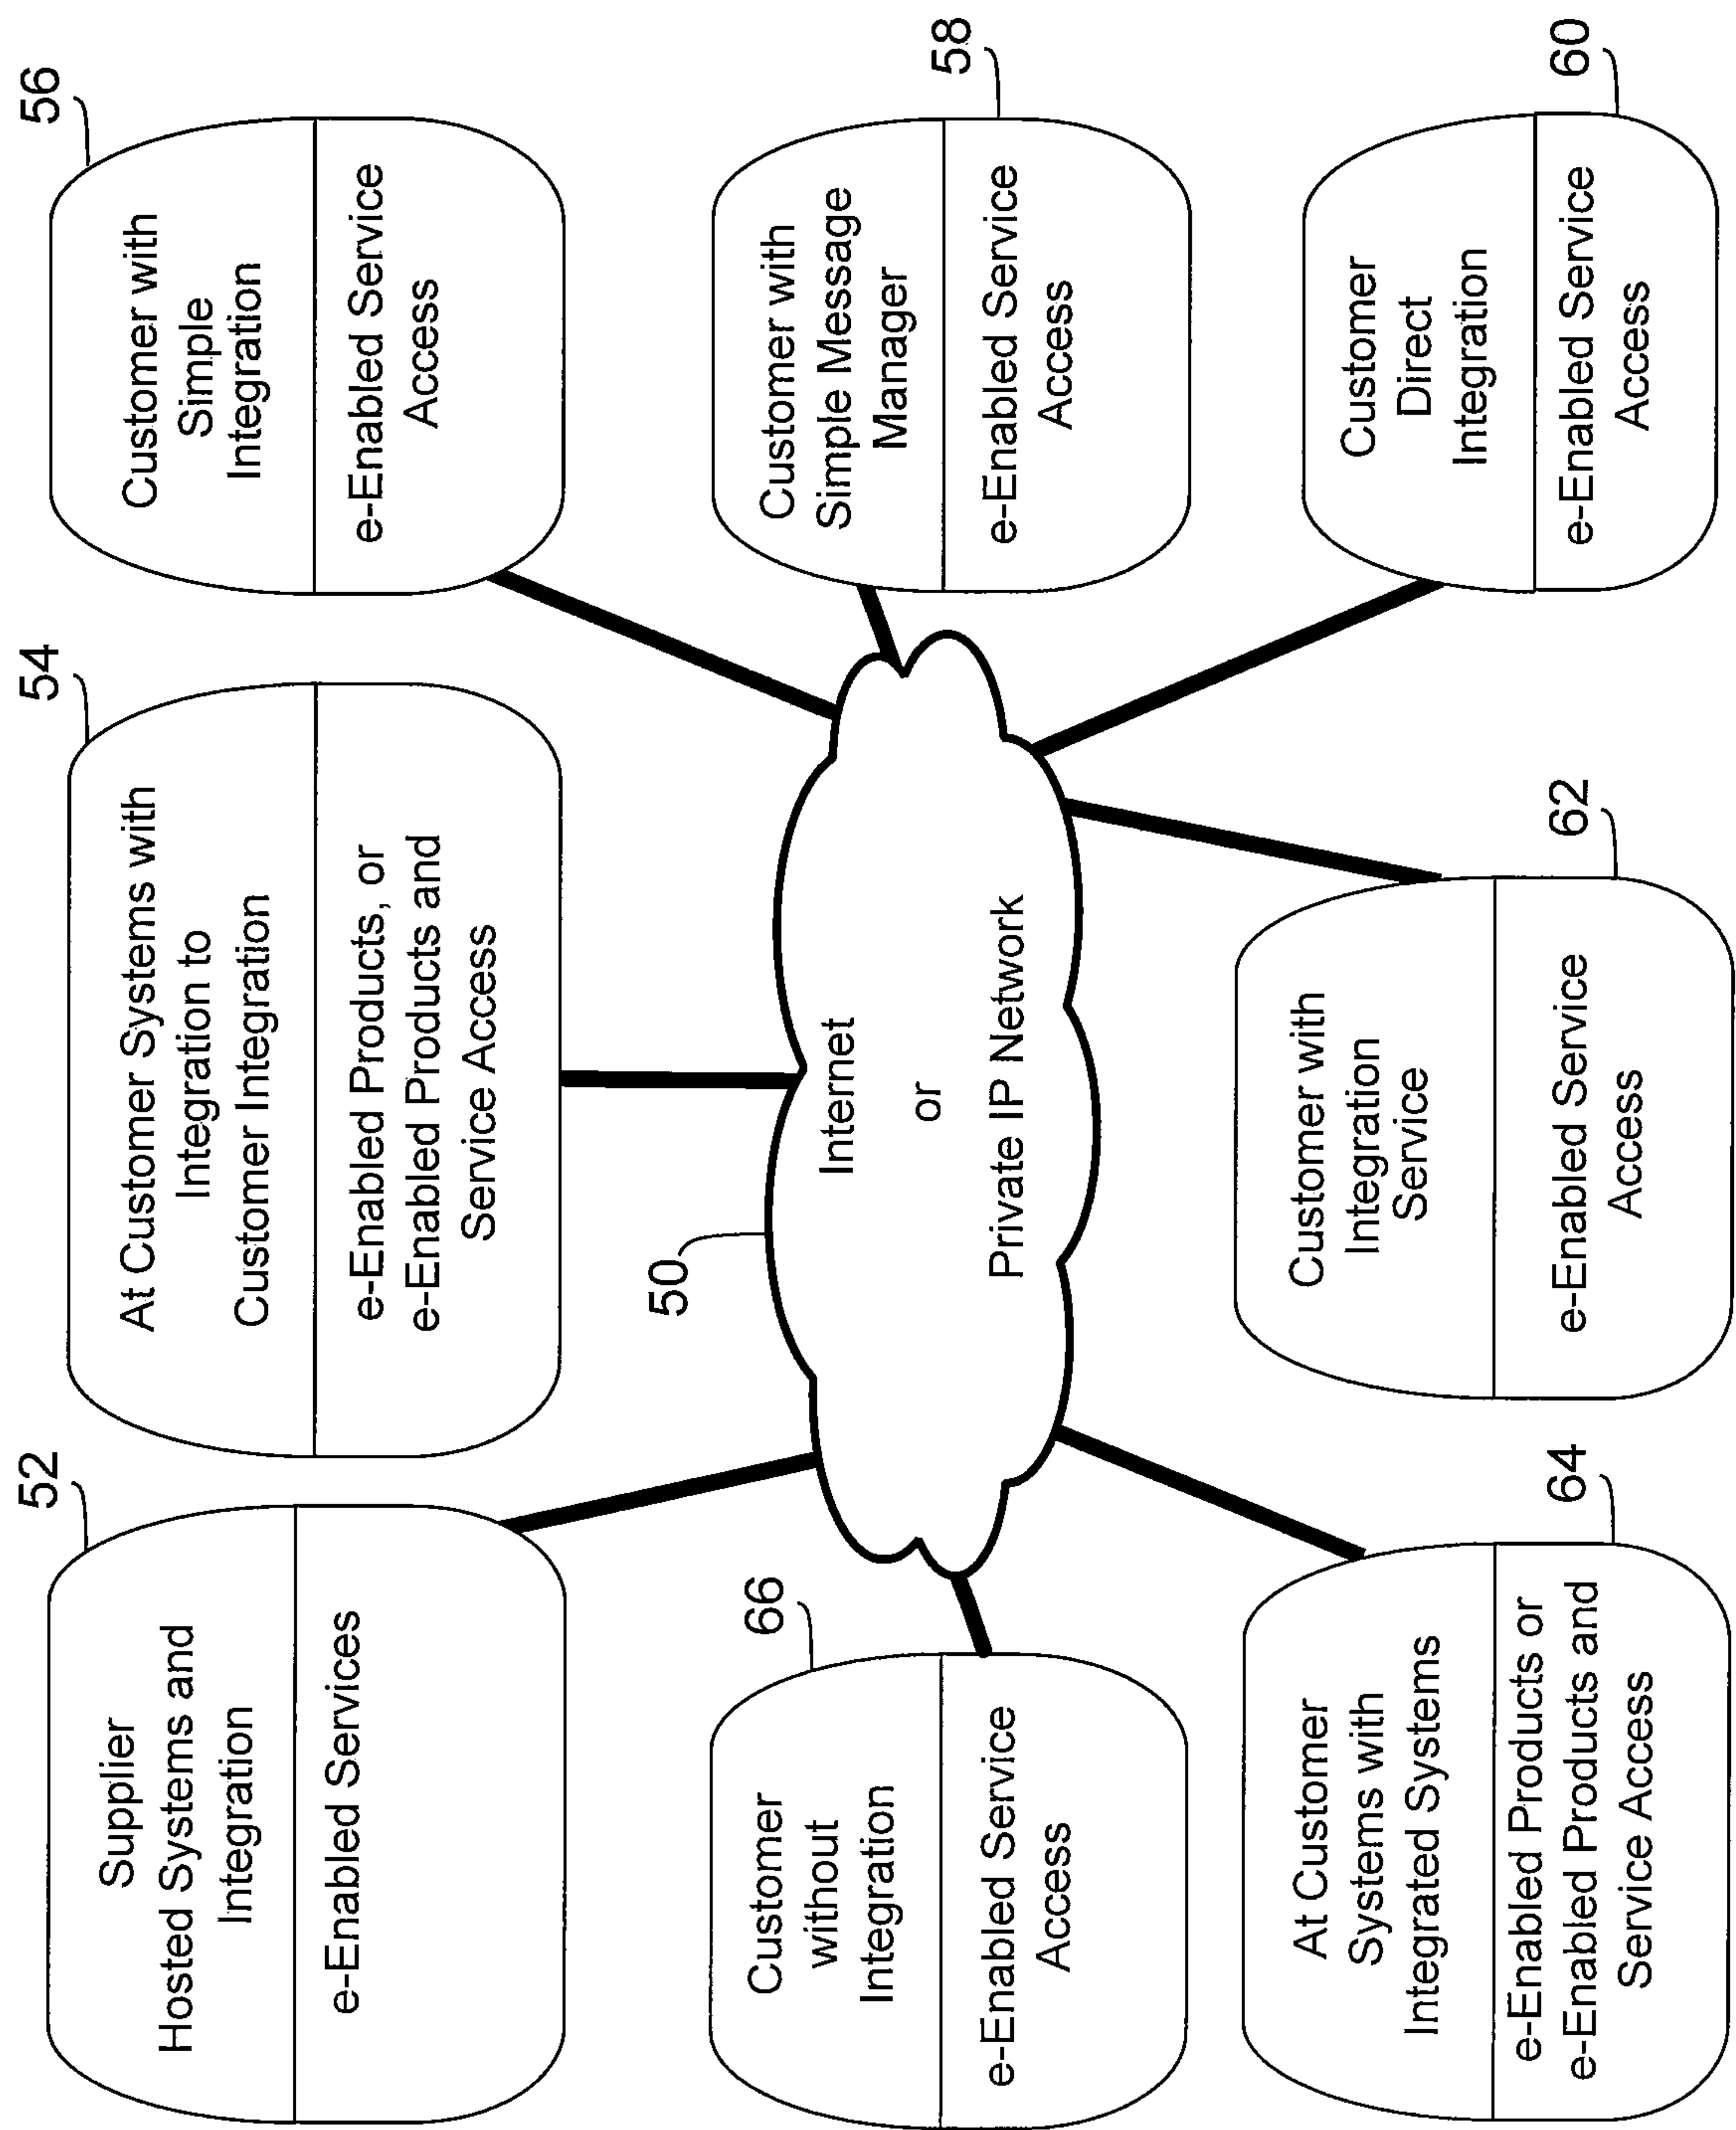 52
Supplier
Hosted Systems and
Integration
e-Enabled Services
54
At Customer Systems with
Integration to
Customer Integration
e-Enabled Products, or
e-Enabled Products and
Service Access
56
Customer with
Simple
Integration
e-Enabled Service
Access
66
Customer
without
Integration
e-Enabled Service
Access
50
Internet
or
Private IP Network
58
Customer with
Simple Message
Manager
e-Enabled Service
Access
64
At Customer
Systems with
Integrated Systems
e-Enabled Products or
e-Enabled Products and
Service Access
62
Customer with
Integration
Service
e-Enabled Service
Access
60
Customer
Direct
Integration
e-Enabled Service
Access